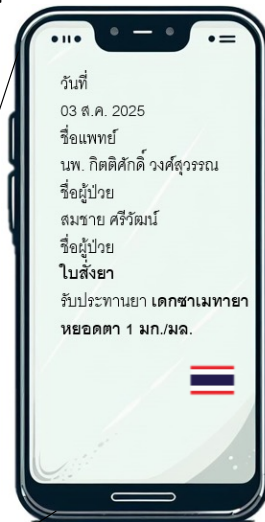 วันที่
03 ส.ค. 2025
ชื่อแพทย์
นพ. กิตติศักดิ์ วงศ์สุวรรณ
ชื่อผู้ป่วย
สมชาย ศรีวัฒน์
ชื่อผู้ป่วย
ใบสั่งยา
รับประทานยา เดกซาเมทายา
หยอดตา 1 มก./มล.